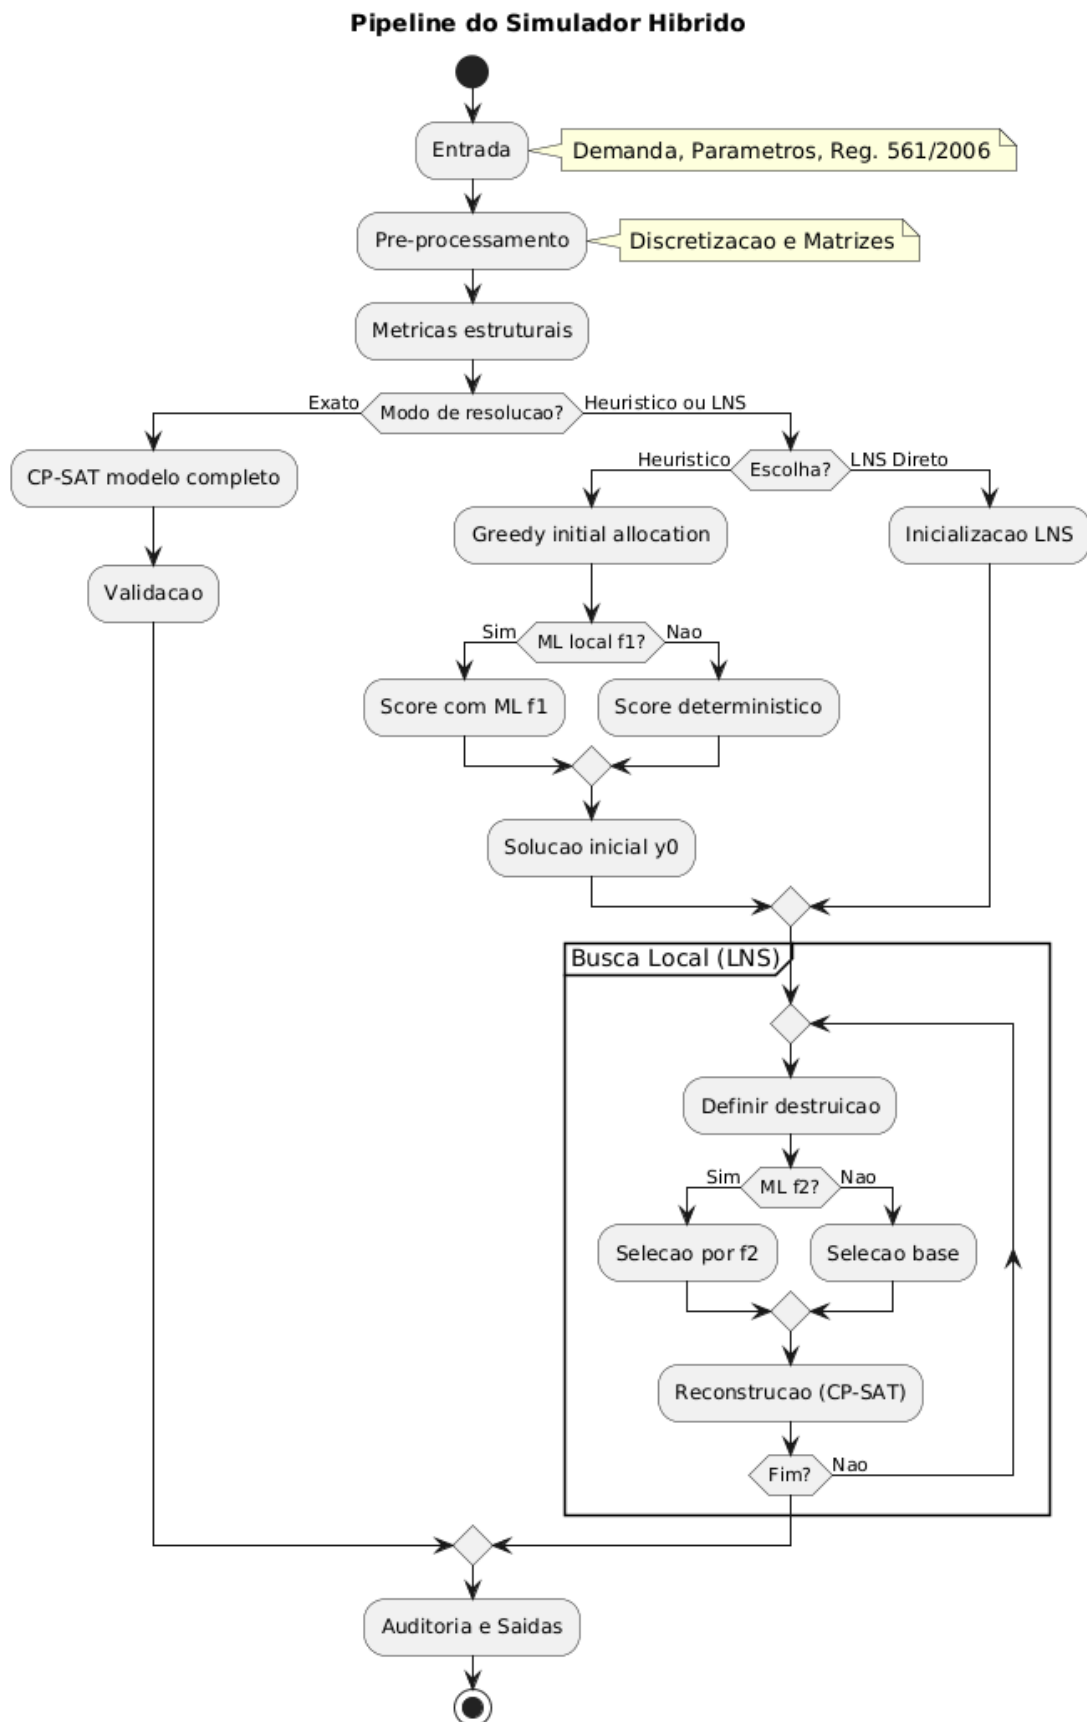 Pipeline do Simulador Hibrido
Entrada
Demanda, Parametros, Reg. 561/2006
Pre-processamento
Discretizacao e Matrizes
Metricas estruturais
Exato
Modo de resolucao?
Heuristico ou LNS
CP-SAT modelo completo
Heuristico
Escolha?
LNS Direto
Greedy initial allocation
Inicializacao LNS
Validacao
Sim
ML local f1?
Nao
Score com ML f1
Score deterministico
Solucao inicial y0
Busca Local (LNS)
Definir destruicao
Sim
ML f2?
Nao
Selecao por f2
Selecao base
Reconstrucao (CP-SAT)
Fim?
Nao
Auditoria e Saidas